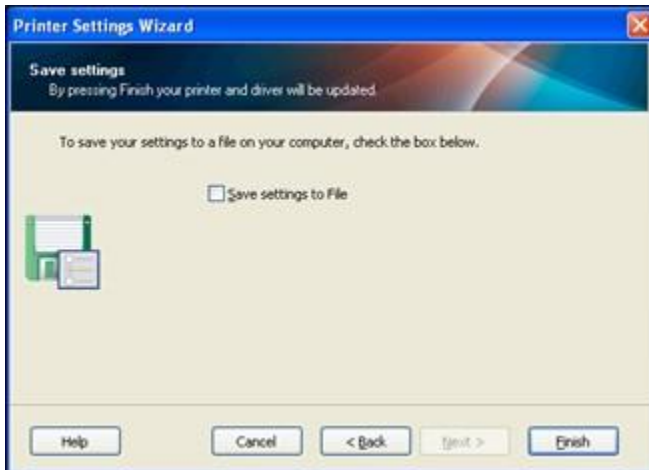 Printer Settings Wizard
Save settings
By pressing Finish your printer and driver will be updated.
To save your settings to a file on your computer, check the box below.
Save settings to File
Help
Cancel
< Back
Next >
Finish